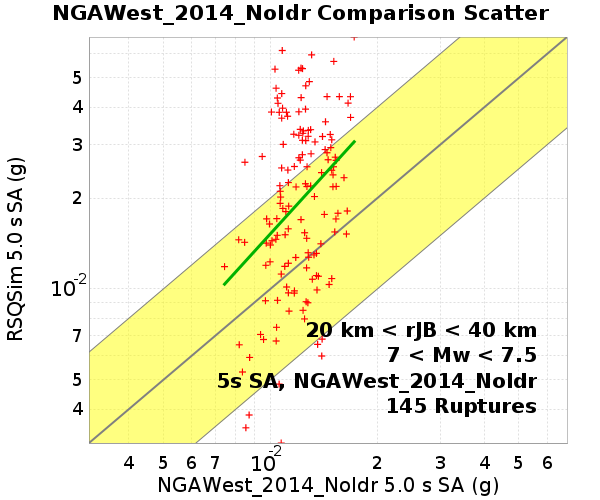 NGAWest_2014_NoIdr Comparison Scatter
RSQSim 5.0 s SA (g)
5
4
3
2
10⁻²
7
5
4
20 km < rJB < 40 km
7 < Mw < 7.5
5s SA, NGAWest_2014_NoIdr
145 Ruptures
4 5 6 7 10⁻² 2 3 4 5 6
NGAWest_2014_NoIdr 5.0 s SA (g)